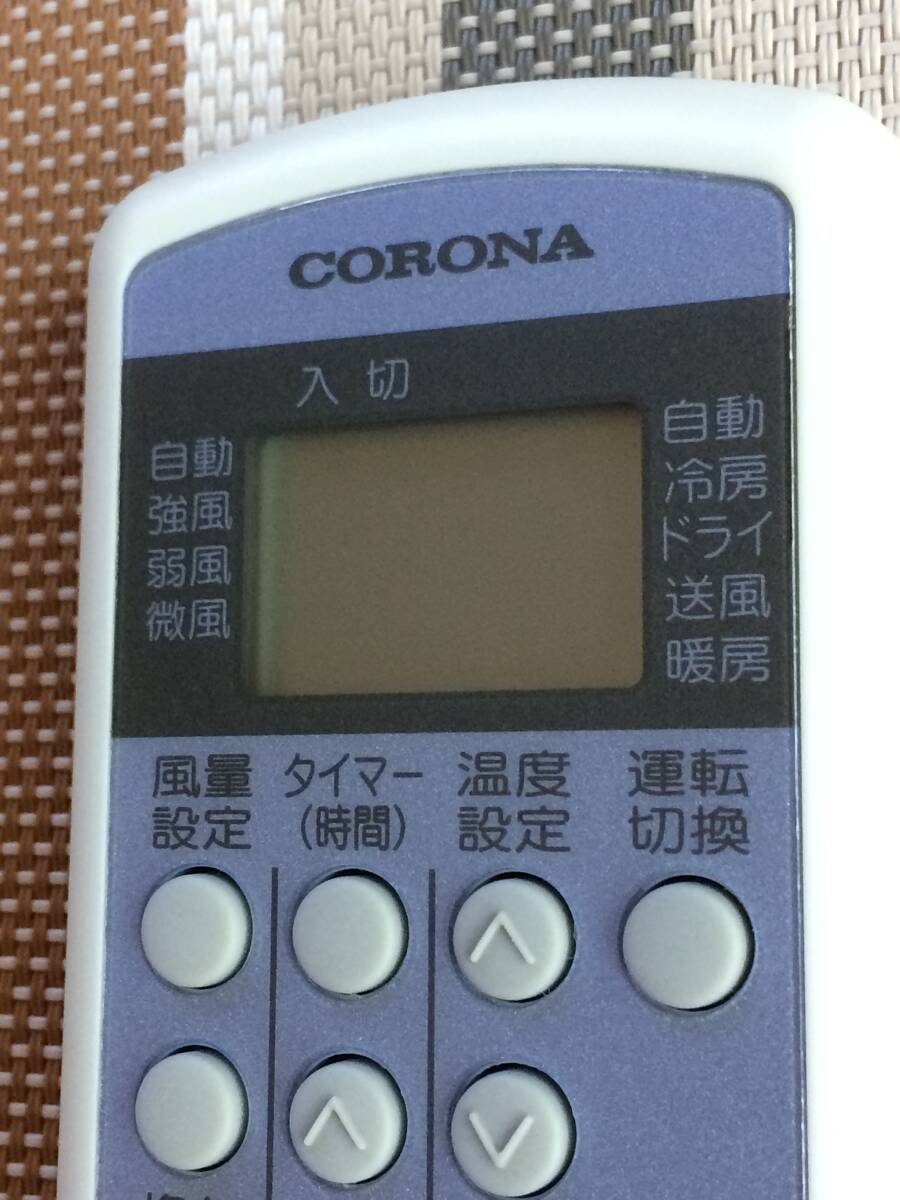 CORONA
入 切
自動
強風
弱風
微風
自動
冷房
ドライ
送風
暖房
風量
設定
タイマー
(時間)
温度
設定
運転
切換